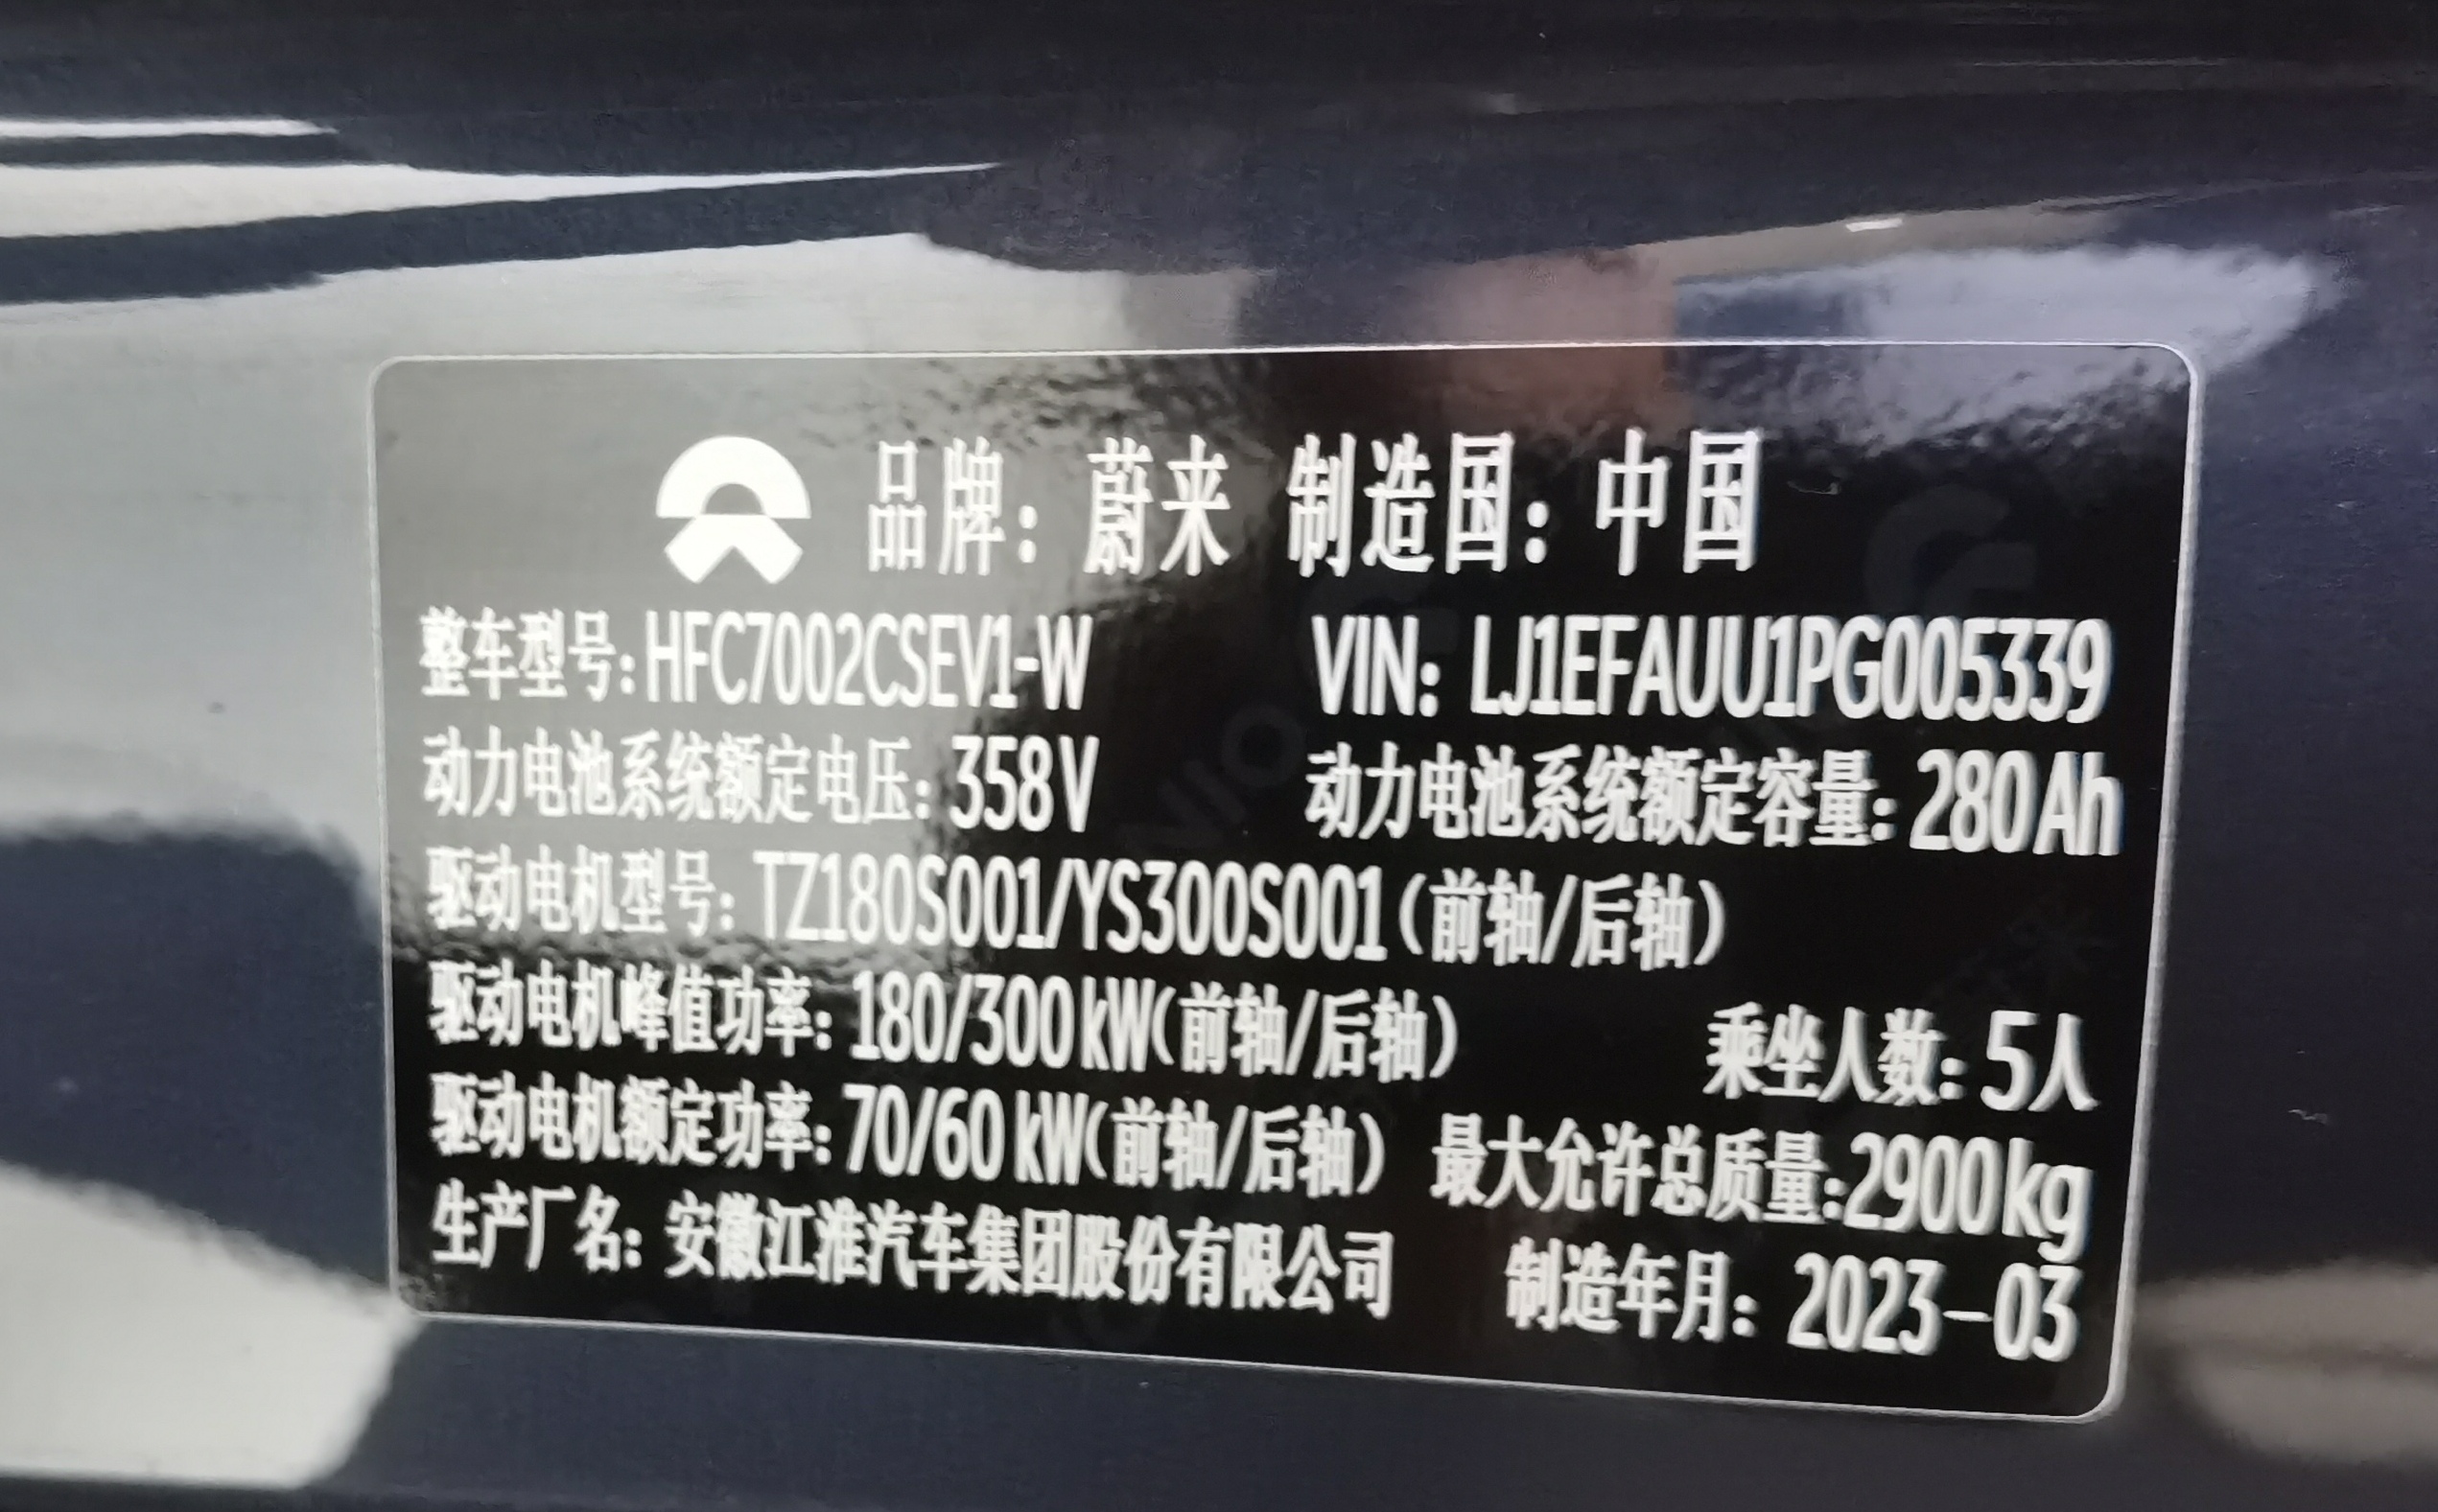 品牌：蔚来 制造国：中国
整车型号：HFC7002CSEV1-W VIN：LJ1EFAUU1PG005339
动力电池系统额定电压：358V 动力电池系统额定容量：280Ah
驱动电机型号：TZ180S001/YS300S001（前轴/后轴）
驱动电机峰值功率：180/300kW（前轴/后轴） 乘坐人数：5人
驱动电机额定功率：70/60kW（前轴/后轴） 最大允许总质量：2900kg
生产厂名：安徽江淮汽车集团股份有限公司 制造年月：2023-03